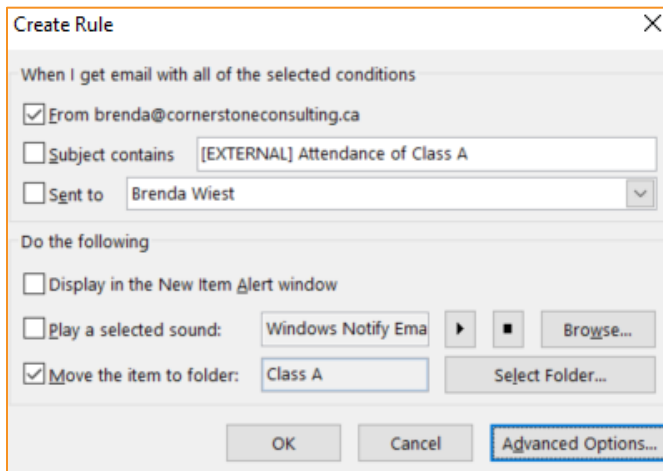 Create Rule
When I get email with all of the selected conditions
From brenda@cornerstoneconsulting.ca
Subject contains [EXTERNAL] Attendance of Class A
Sent to Brenda Wiest
Do the following
Display in the New Item Alert window
Play a selected sound: Windows Notify Ema Browse...
Move the item to folder: Class A Select Folder...
OK Cancel Advanced Options...